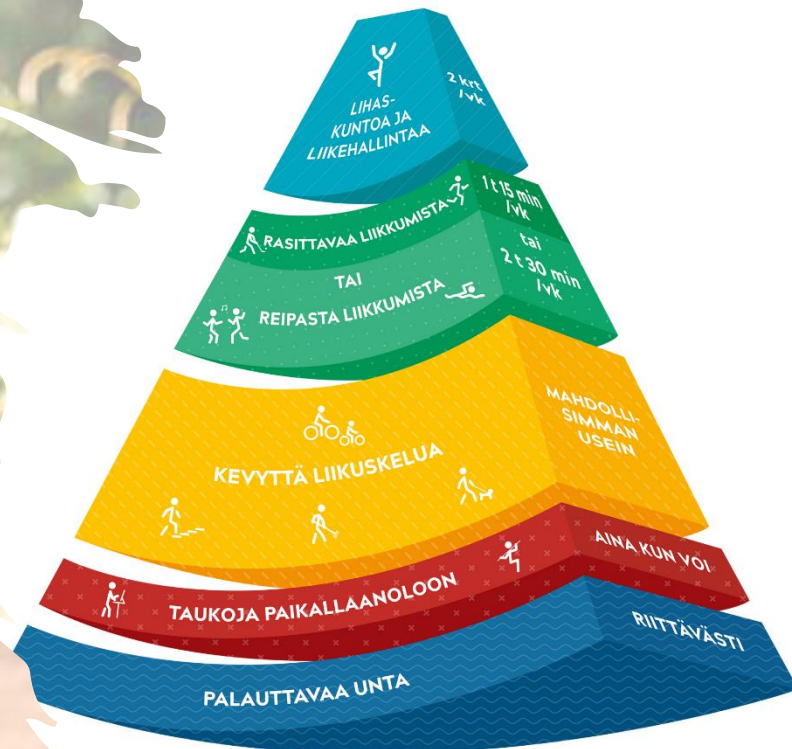 LIHAS-
KUNTOA JA
LIIKEHALLINTAA
2 krt
/vk
RASITTAVAA LIIKKUMISTA
1 t 15 min
/vk
TAI
REIPASTA LIIKKUMISTA
tai
2 t 30 min
/vk
KEVYTTÄ LIIKUSKELUA
MAHDOLLI-
SIMMAN
USEIN
TAUKOJA PAIKALLAANOLOON
AINA KUN VOI
PALAUTTAVAA UNTA
RIITTÄVÄSTI